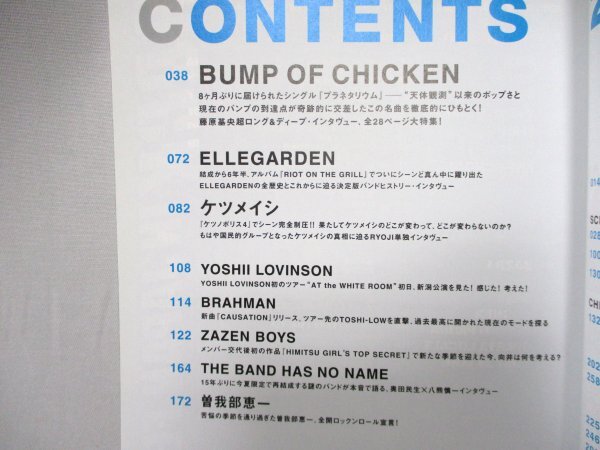 CONTENTS
038 BUMP OF CHICKEN
8ヶ月ぶりに届けられたシングル『プラネタリウム』──“天体観測”以来のポップさと
現在のバンプの到達点が奇跡的に交差したこの名曲を徹底的にひもとく!
藤原基央超ロング&ディープ・インタヴュー、全28ページ大特集!
072 ELLEGARDEN
結成から6年半、アルバム『RIOT ON THE GRILL』でついにシーンど真ん中に躍り出た
ELLEGARDENの全歴史とこれからに迫る決定版バンドヒストリー・インタヴュー
082 ケツメイシ
『ケツノポリス4』でシーン完全制圧!! 果たしてケツメイシのどこが変わって、どこが変わらないのか?
もはや国民的グループとなったケツメイシの真相に迫るRYOJI単独インタヴュー
108 YOSHII LOVINSON
YOSHII LOVINSON初のツアー“AT the WHITE ROOM”初日、新潟公演を見た! 感じた! 考えた!
114 BRAHMAN
新曲『CAUSATION』リリース、ツアー先のTOSHI-LOWを直撃、過去最高に開かれた現在のモードを探る
122 ZAZEN BOYS
メンバー交代後初の作品『HIMITSU GIRL'S TOP SECRET』で新たな季節を迎えた今、向井は何を考える?
164 THE BAND HAS NO NAME
15年ぶりに今夏限定で再結成する謎のバンドが本音で語る、奥田民生×八熊慎一インタヴュー
172 曽我部恵一
苦悩の季節を通り過ぎた曽我部恵一、全開ロックンロール宣言!
014
028
100
130
132
202
258
225
246